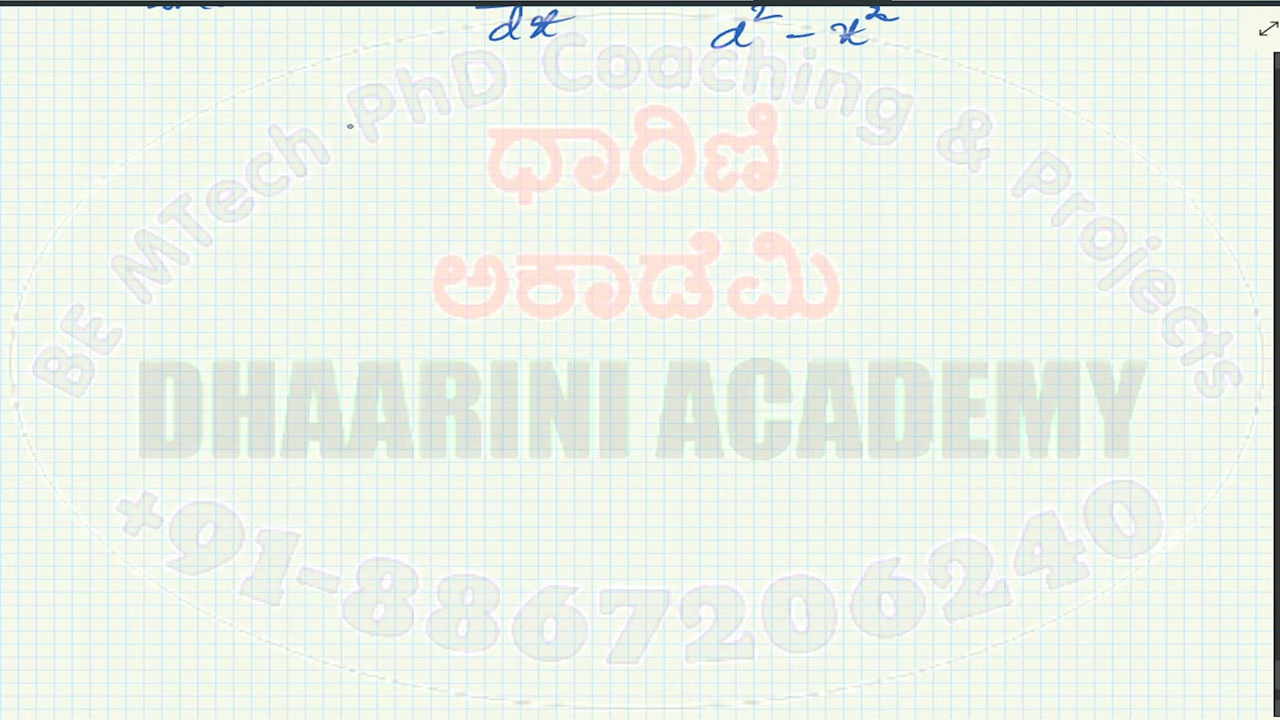 dx d² - x²
BE MTech PhD Coaching & Projects
ಧಾರಿಣಿ
ಅಕಾಡೆಮಿ
DHAARINI ACADEMY
+91-8867206240